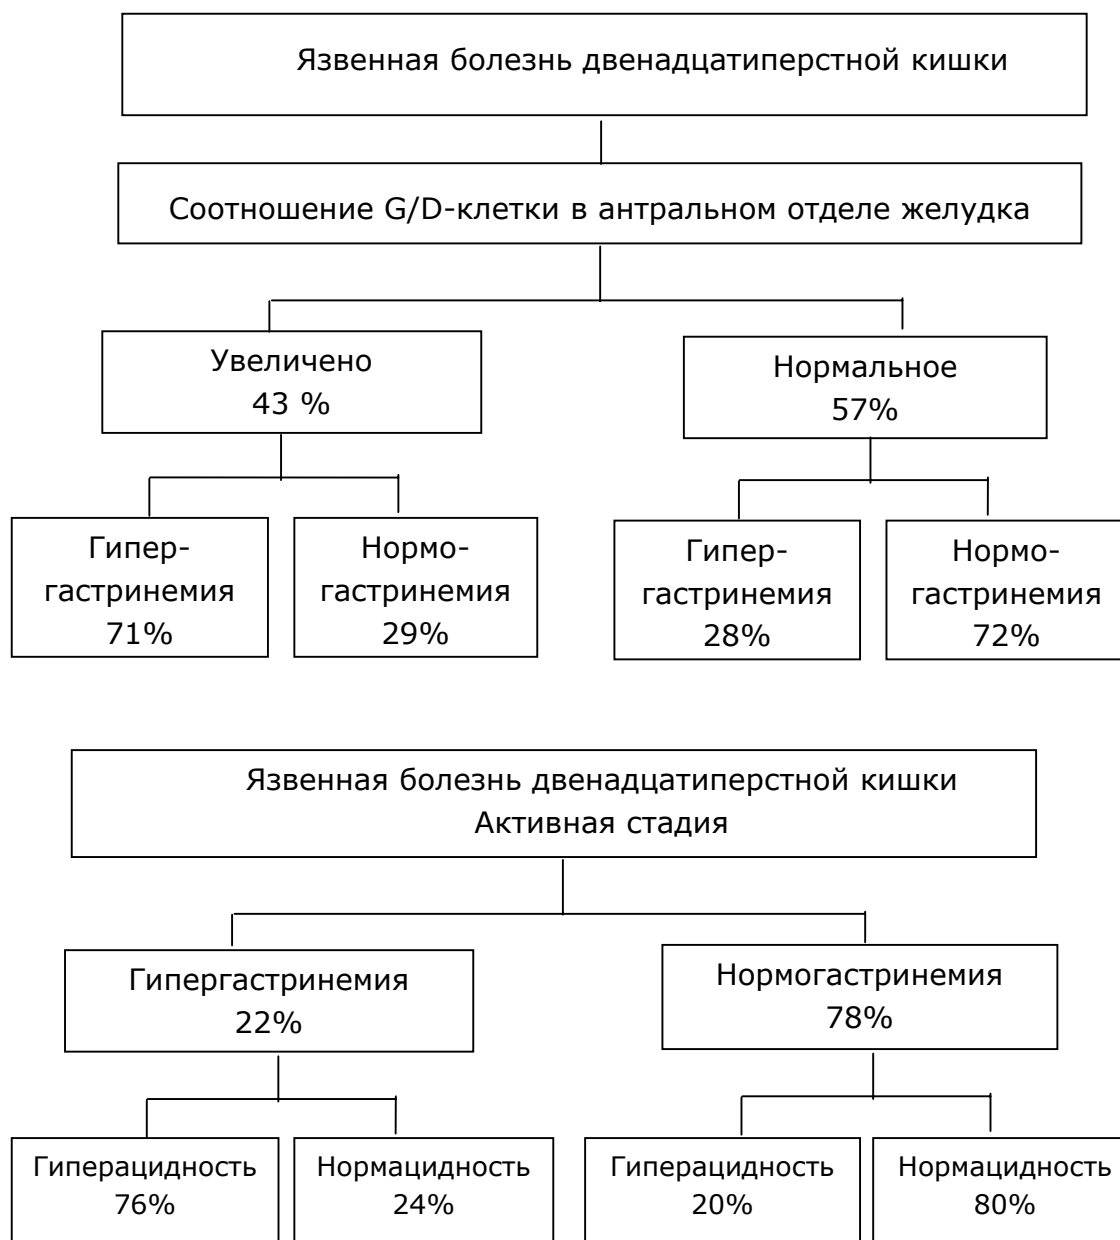 Язвенная болезнь двенадцатиперстной кишки
Соотношение G/D-клетки в антральном отделе желудка
Увеличено
43 %
Нормальное
57%
Гипер-
гастринемия
71%
Нормо-
гастринемия
29%
Гипер-
гастринемия
28%
Нормо-
гастринемия
72%
Язвенная болезнь двенадцатиперстной кишки
Активная стадия
Гипергастринемия
22%
Нормогастринемия
78%
Гиперацидность
76%
Нормацидность
24%
Гиперацидность
20%
Нормацидность
80%